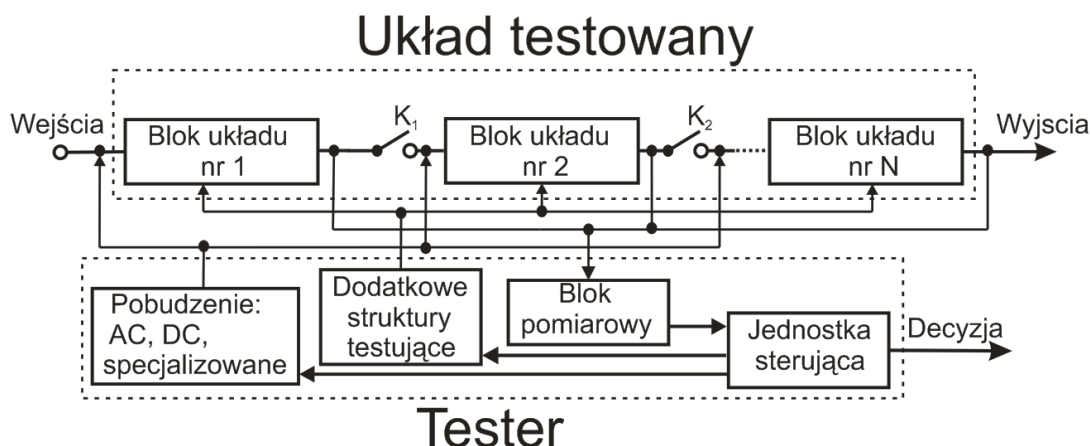 Układ testowany
Wejścia
Blok układu
nr 1
K1
Blok układu
nr 2
K2
Blok układu
nr N
Wyjscia
Pobudzenie:
AC, DC,
specjalizowane
Dodatkowe
struktury
testujące
Blok
pomiarowy
Jednostka
sterująca
Decyzja
Tester